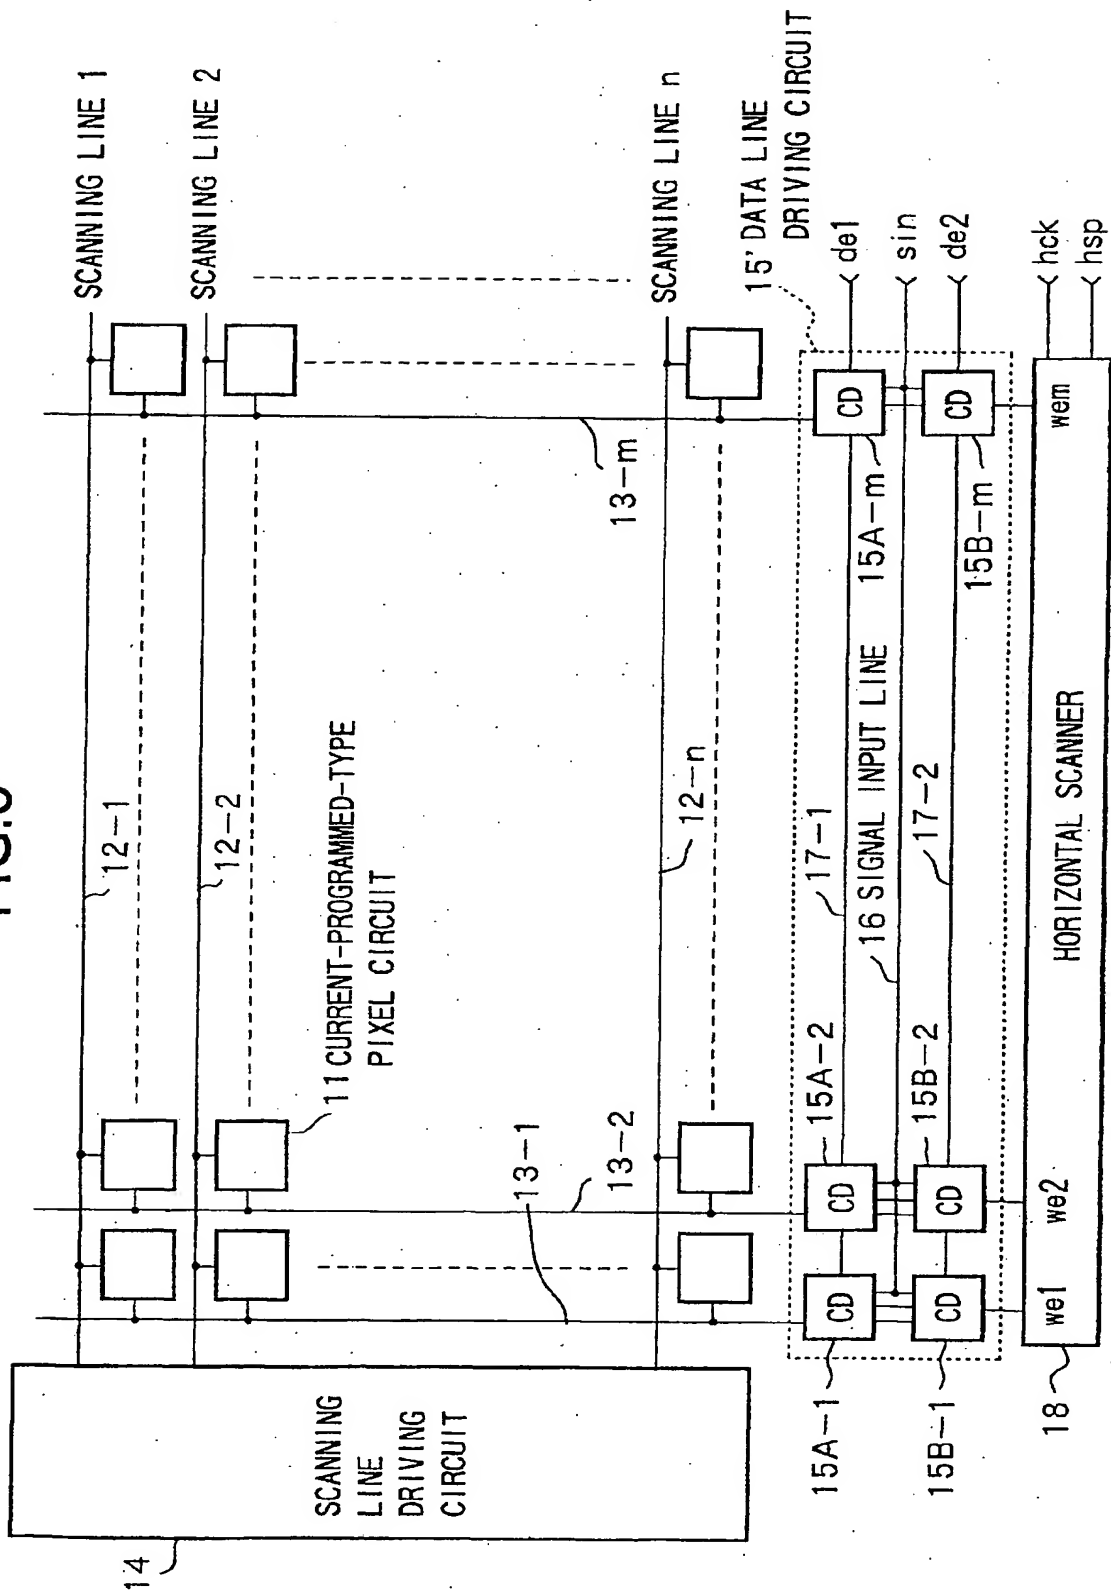 SCANNING LINE 1
SCANNING LINE 2
SCANNING LINE n
12-1
12-2
12-n
11 CURRENT-PROGRAMMED-TYPE
PIXEL CIRCUIT
13-1
13-2
13-m
14
SCANNING
LINE
DRIVING
CIRCUIT
15' DATA LINE
DRIVING CIRCUIT
15A-1
15A-2
15A-m
CD
CD
CD
de1
17-1
16 SIGNAL INPUT LINE
sin
15B-1
15B-2
15B-m
CD
CD
CD
de2
17-2
18
we1
we2
wem
HORIZONTAL SCANNER
hck
hsp